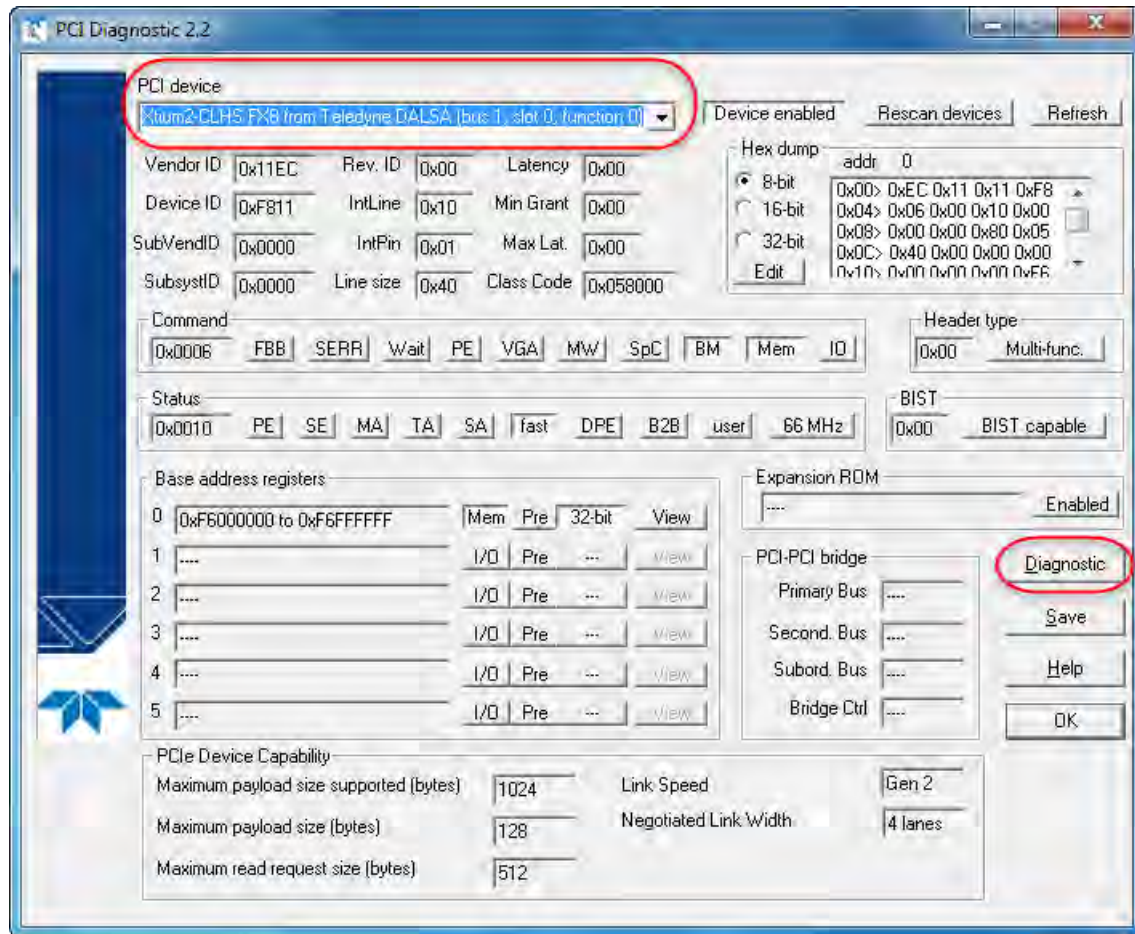 PCI Diagnostic 2.2
PCI device
Xtium2-CLHS FX8 from Teledyne DALSA (bus 1, slot 0, function 0)
Device enabled Rescan devices Refresh
Vendor ID 0x11EC Rev. ID 0x00 Latency 0x00
Device ID 0xF811 IntLine 0x10 Min Grant 0x00
SubVendID 0x0000 IntPin 0x01 Max Lat. 0x00
SubsystID 0x0000 Line size 0x40 Class Code 0x058000
Hex dump addr 0
8-bit
16-bit
32-bit
Edit
0x00> 0xEC 0x11 0x11 0xF8
0x04> 0x06 0x00 0x10 0x00
0x08> 0x00 0x00 0x80 0x05
0x0C> 0x40 0x00 0x00 0x00
0x10> 0x00 0x00 0x00 0xF6
Command
0x0006 FBB SERR Wait PE VGA MW SpC BM Mem IO
Header type
0x00 Multi-func.
Status
0x0010 PE SE MA TA SA fast DPE B2B user 66 MHz
BIST
0x00 BIST capable
Base address registers
0 0xF6000000 to 0xF6FFFFFF Mem Pre 32-bit View
1 ---- I/O Pre --- View
2 ---- I/O Pre --- View
3 ---- I/O Pre --- View
4 ---- I/O Pre --- View
5 ---- I/O Pre --- View
Expansion ROM
---- Enabled
PCI-PCI bridge
Primary Bus ----
Second. Bus ----
Subord. Bus ----
Bridge Ctrl ----
Diagnostic
Save
Help
OK
PCIe Device Capability
Maximum payload size supported (bytes) 1024 Link Speed Gen 2
Maximum payload size (bytes) 128 Negotiated Link Width 4 lanes
Maximum read request size (bytes) 512